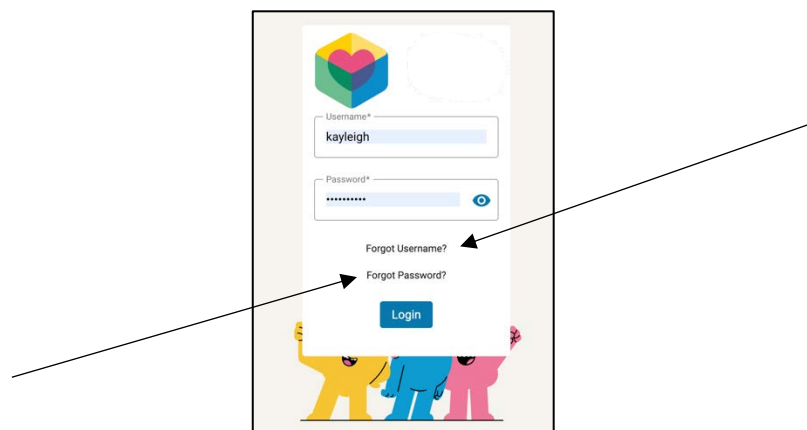 Username*
kayleigh
Password*
••••••••••
Forgot Username?
Forgot Password?
Login